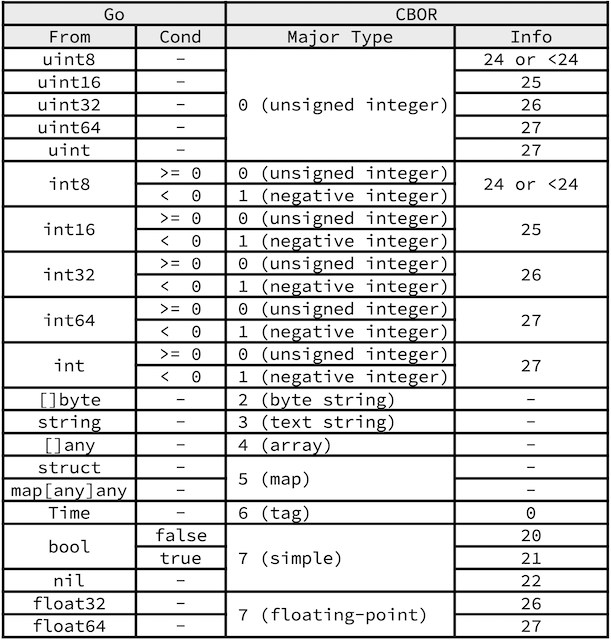 Go CBOR
From Cond Major Type Info
uint8 - 0 (unsigned integer) 24 or <24
uint16 - 25
uint32 - 26
uint64 - 27
uint - 27
int8 >= 0 0 (unsigned integer) 24 or <24
< 0 1 (negative integer)
int16 >= 0 0 (unsigned integer) 25
< 0 1 (negative integer)
int32 >= 0 0 (unsigned integer) 26
< 0 1 (negative integer)
int64 >= 0 0 (unsigned integer) 27
< 0 1 (negative integer)
int >= 0 0 (unsigned integer) 27
< 0 1 (negative integer)
[]byte - 2 (byte string) -
string - 3 (text string) -
[]any - 4 (array) -
struct - 5 (map) -
map[any]any - -
Time - 6 (tag) 0
bool false 7 (simple) 20
true 21
nil - 22
float32 - 7 (floating-point) 26
float64 - 27